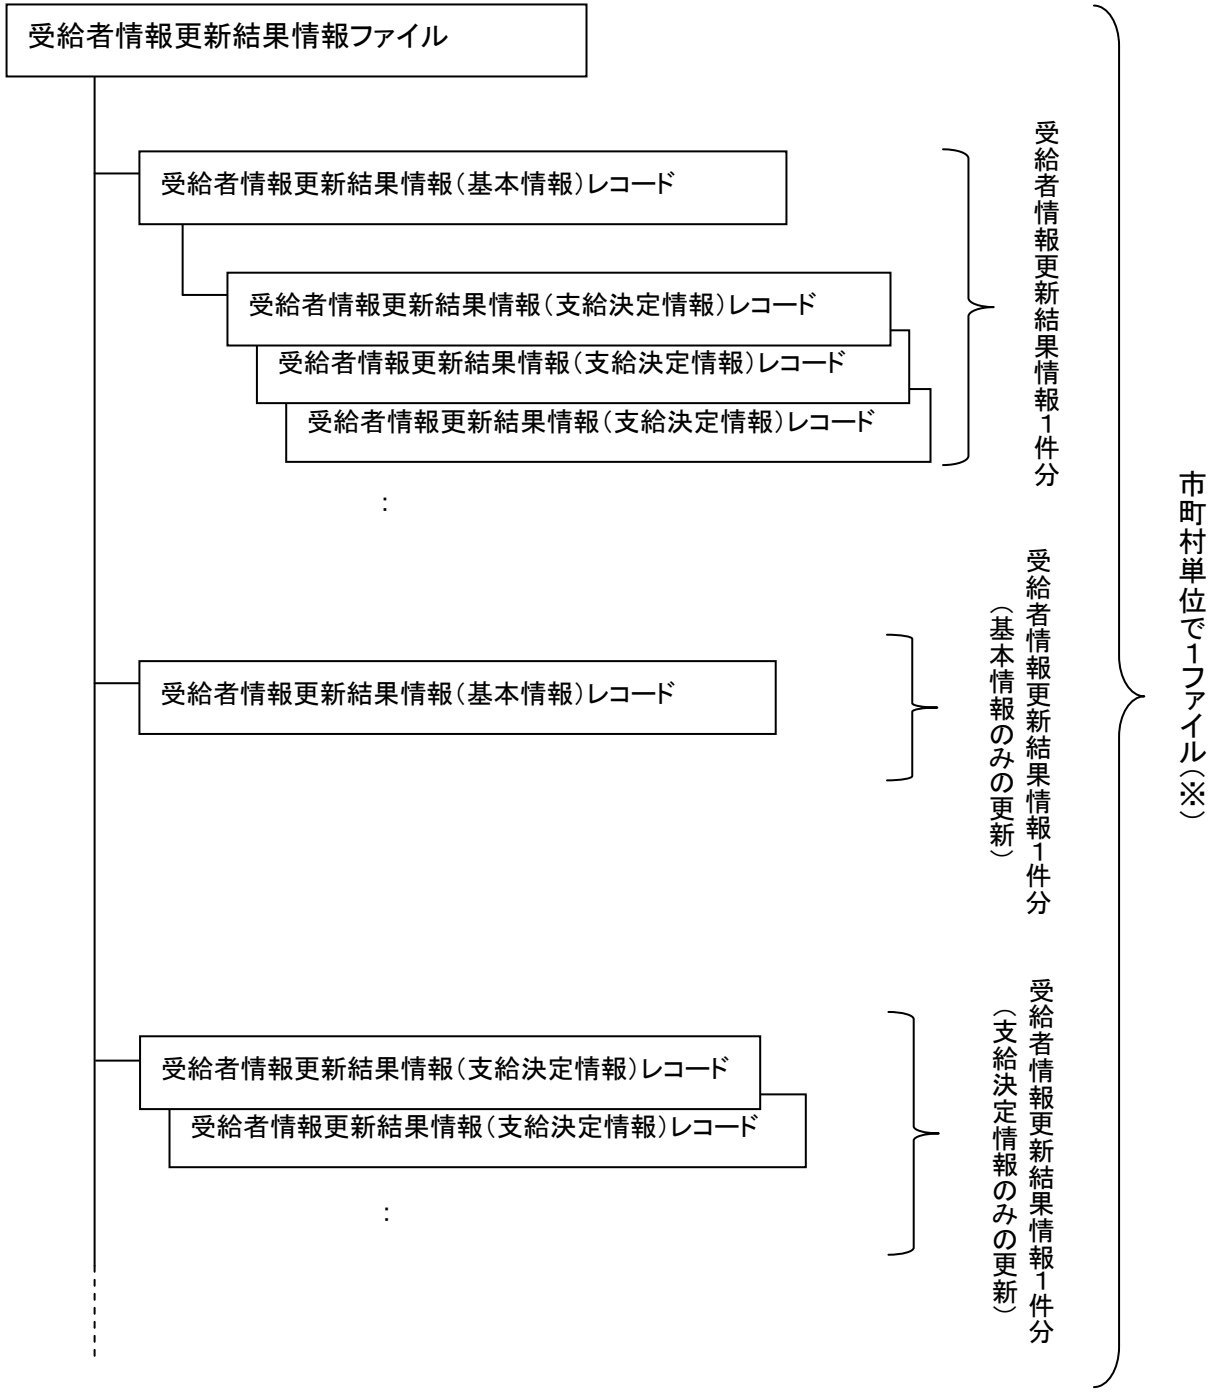 受給者情報更新結果情報ファイル
受給者情報更新結果情報（基本情報）レコード
受給者情報更新結果情報（支給決定情報）レコード
受給者情報更新結果情報（支給決定情報）レコード
受給者情報更新結果情報（支給決定情報）レコード
：
受給者情報更新結果情報１件分
受給者情報更新結果情報（基本情報）レコード
受給者情報更新結果情報１件分
（基本情報のみの更新）
受給者情報更新結果情報（支給決定情報）レコード
受給者情報更新結果情報（支給決定情報）レコード
：
受給者情報更新結果情報１件分
（支給決定情報のみの更新）
市町村単位で１ファイル（※）